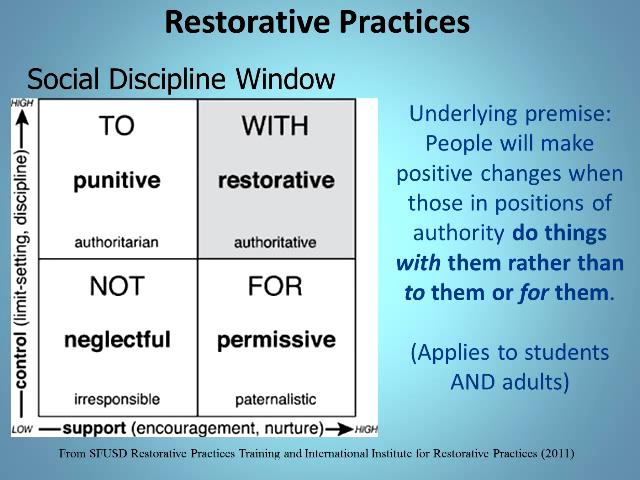 Restorative Practices
Social Discipline Window
HIGH
TO
WITH
punitive
restorative
authoritarian
authoritative
NOT
FOR
neglectful
permissive
irresponsible
paternalistic
control (limit-setting, discipline)
LOW
support (encouragement, nurture)
HIGH
Underlying premise:
People will make
positive changes when
those in positions of
authority do things
with them rather than
to them or for them.
(Applies to students
AND adults)
From SFUSD Restorative Practices Training and International Institute for Restorative Practices (2011)